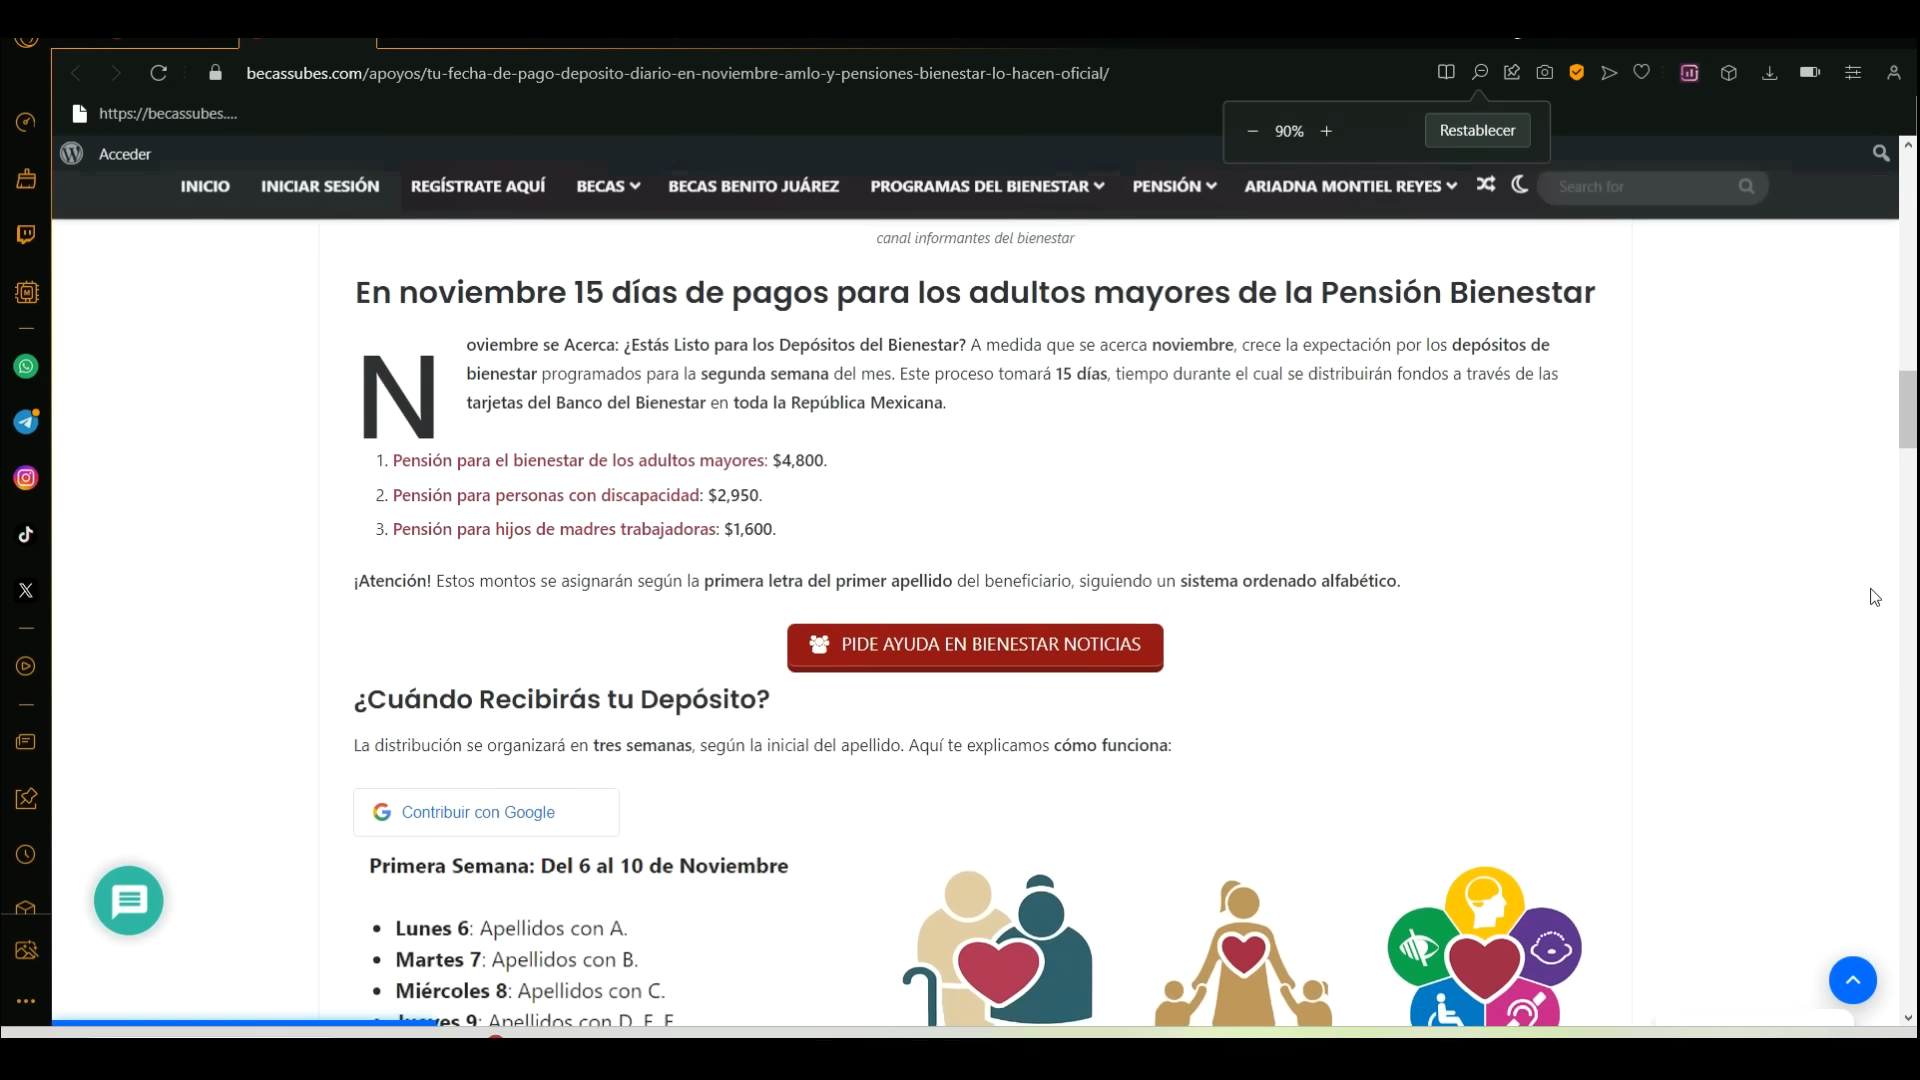 becassubes.com/apoyos/tu-fecha-de-pago-deposito-diario-en-noviembre-amlo-y-pensiones-bienestar-lo-hacen-oficial/
https://becassubes....
− 90% + Restablecer
Acceder
INICIO INICIAR SESIÓN REGÍSTRATE AQUÍ BECAS BECAS BENITO JUÁREZ PROGRAMAS DEL BIENESTAR PENSIÓN ARIADNA MONTIEL REYES Search for
canal informantes del bienestar
En noviembre 15 días de pagos para los adultos mayores de la Pensión Bienestar
Noviembre se Acerca: ¿Estás Listo para los Depósitos del Bienestar? A medida que se acerca noviembre, crece la expectación por los depósitos de
bienestar programados para la segunda semana del mes. Este proceso tomará 15 días, tiempo durante el cual se distribuirán fondos a través de las
tarjetas del Banco del Bienestar en toda la República Mexicana.
1. Pensión para el bienestar de los adultos mayores: $4,800.
2. Pensión para personas con discapacidad: $2,950.
3. Pensión para hijos de madres trabajadoras: $1,600.
¡Atención! Estos montos se asignarán según la primera letra del primer apellido del beneficiario, siguiendo un sistema ordenado alfabético.
PIDE AYUDA EN BIENESTAR NOTICIAS
¿Cuándo Recibirás tu Depósito?
La distribución se organizará en tres semanas, según la inicial del apellido. Aquí te explicamos cómo funciona:
Contribuir con Google
Primera Semana: Del 6 al 10 de Noviembre
• Lunes 6: Apellidos con A.
• Martes 7: Apellidos con B.
• Miércoles 8: Apellidos con C.
• Jueves 9: Apellidos con D, E, F